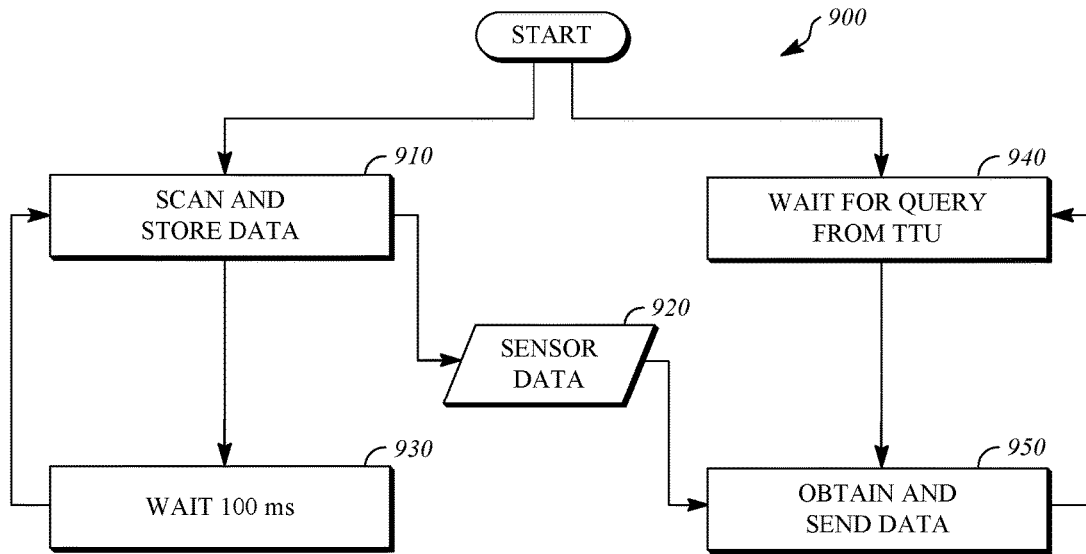 START
900
910
SCAN AND
STORE DATA
940
WAIT FOR QUERY
FROM TTU
920
SENSOR
DATA
930
WAIT 100 ms
950
OBTAIN AND
SEND DATA